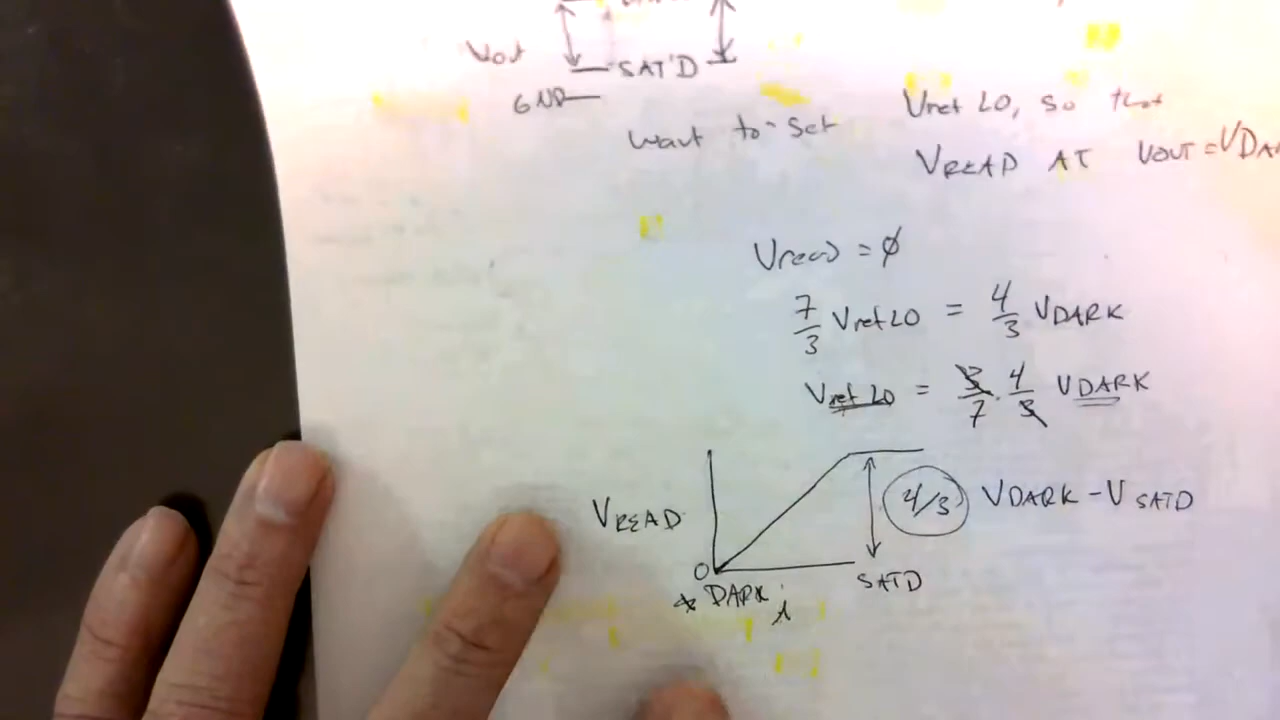 Vout
SAT'D
GND
want to set
Vref LO, so that
VREAD AT VOUT = VDA
Vread = ∅
7/3 Vref LO = 4/3 VDARK
Vref LO = 3/7 · 4/3 VDARK
VREAD
4/3 VDARK - VSATD
0
* DARK
SATD